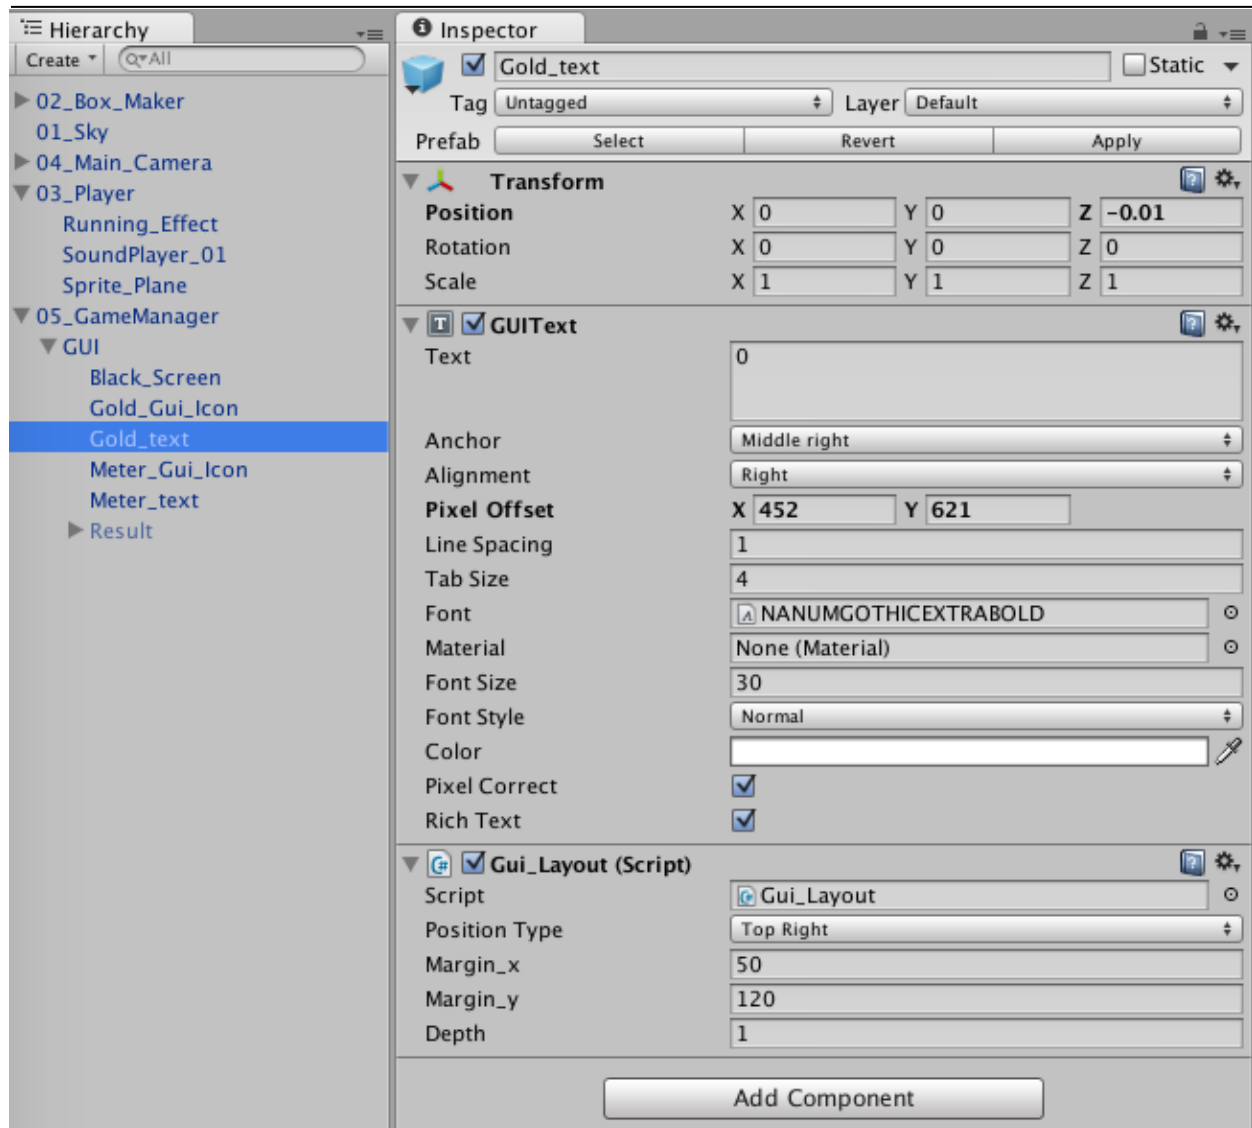 Hierarchy
Create
All
02_Box_Maker
01_Sky
04_Main_Camera
03_Player
Running_Effect
SoundPlayer_01
Sprite_Plane
05_GameManager
GUI
Black_Screen
Gold_Gui_Icon
Gold_text
Meter_Gui_Icon
Meter_text
Result
Inspector
Gold_text Static
Tag Untagged Layer Default
Prefab Select Revert Apply
Transform
Position X 0 Y 0 Z -0.01
Rotation X 0 Y 0 Z 0
Scale X 1 Y 1 Z 1
GUIText
Text 0
Anchor Middle right
Alignment Right
Pixel Offset X 452 Y 621
Line Spacing 1
Tab Size 4
Font NANUMGOTHICEXTRABOLD
Material None (Material)
Font Size 30
Font Style Normal
Color
Pixel Correct
Rich Text
Gui_Layout (Script)
Script Gui_Layout
Position Type Top Right
Margin_x 50
Margin_y 120
Depth 1
Add Component